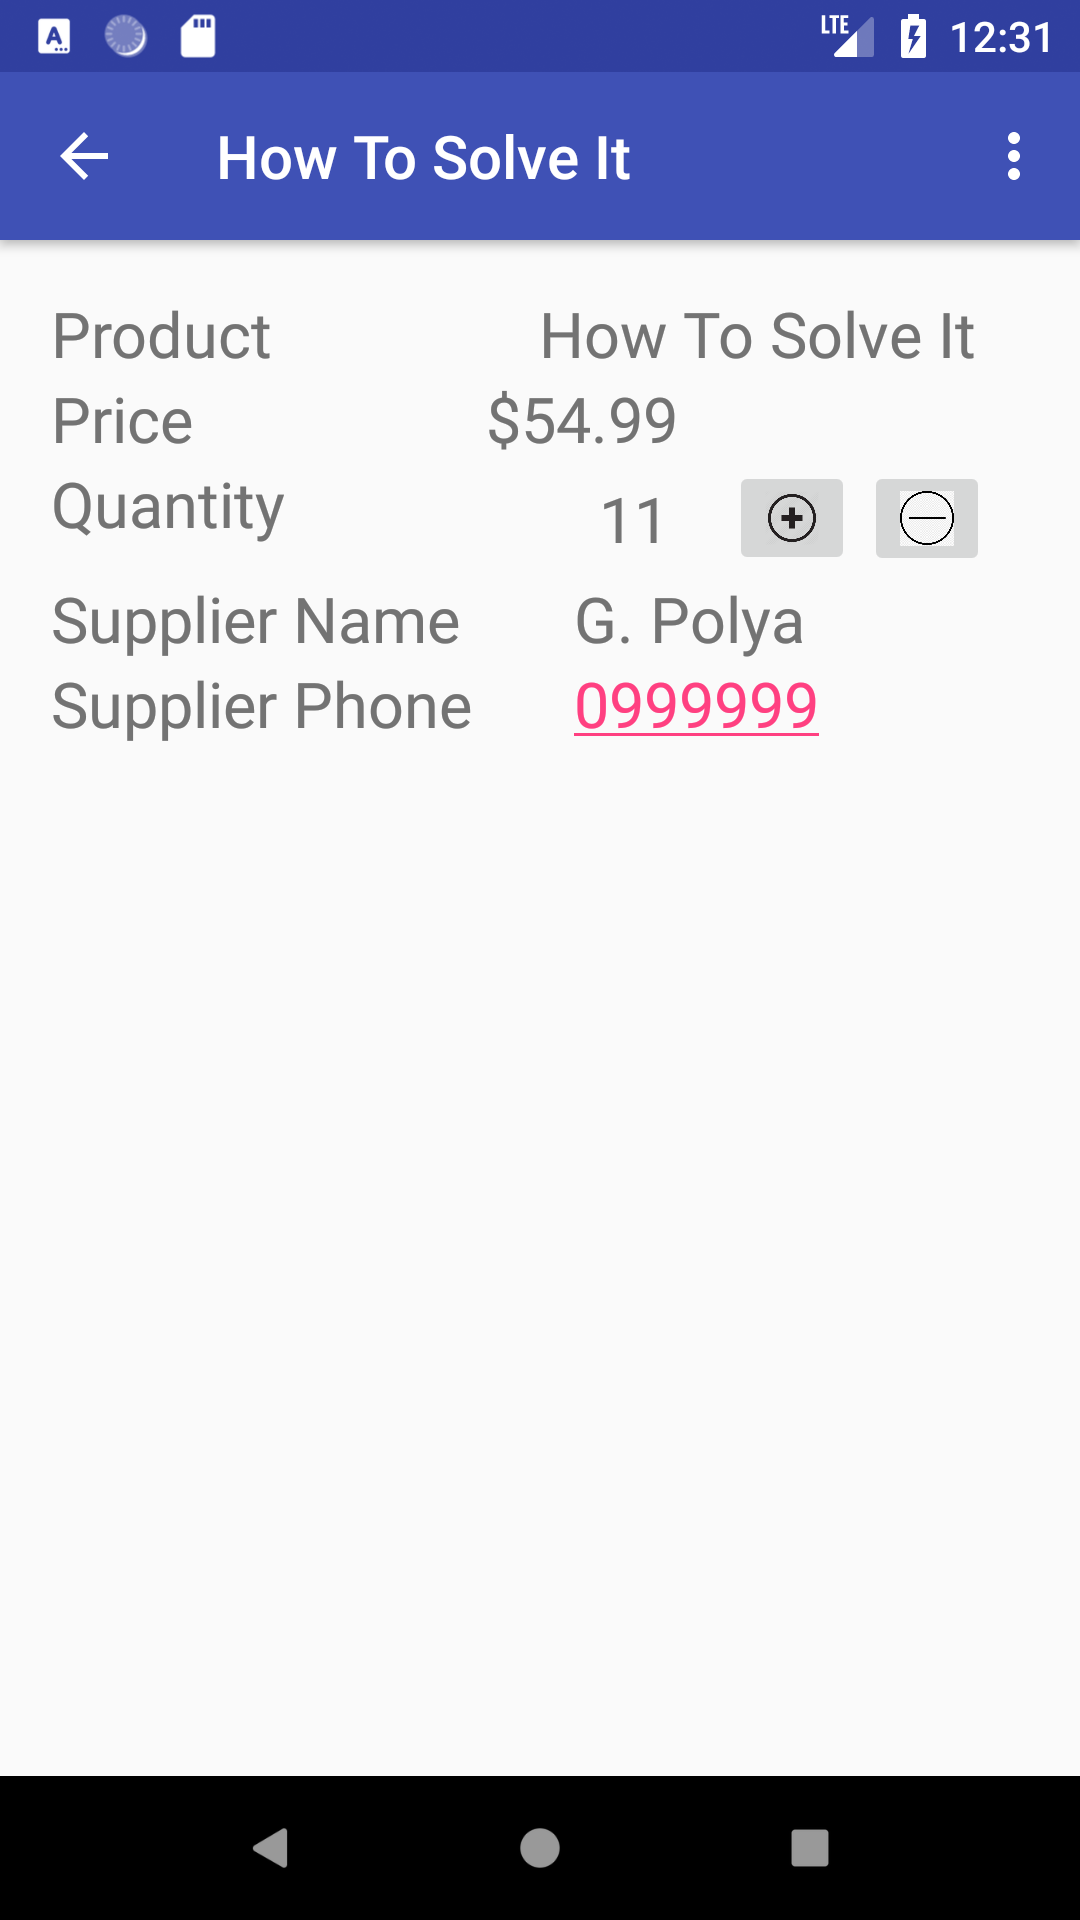 LTE 12:31
How To Solve It
Product How To Solve It
Price $54.99
Quantity 11
Supplier Name G. Polya
Supplier Phone 0999999